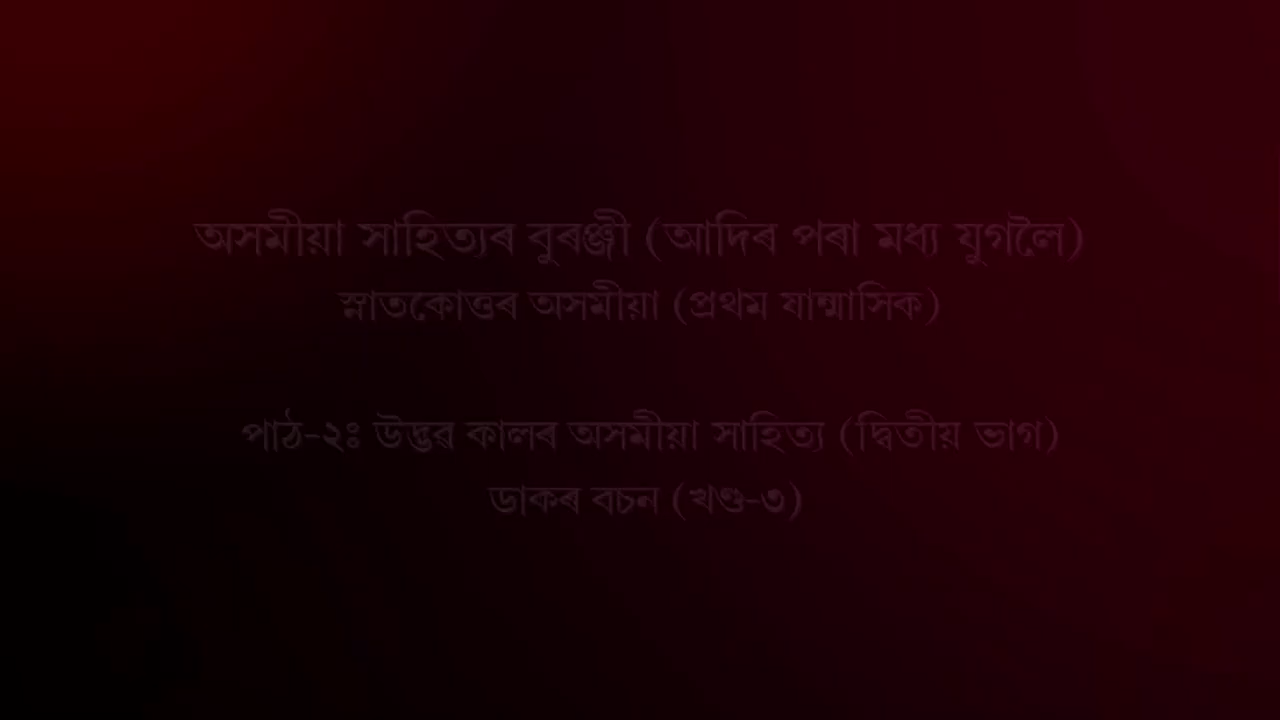 অসমীয়া সাহিত্যৰ বুৰঞ্জী (আদিৰ পৰা মধ্য যুগলৈ)
স্নাতকোত্তৰ অসমীয়া (প্ৰথম যান্মাসিক)
পাঠ-২ঃ উদ্ভৱ কালৰ অসমীয়া সাহিত্য (দ্বিতীয় ভাগ)
ডাকৰ বচন (খণ্ড-৩)